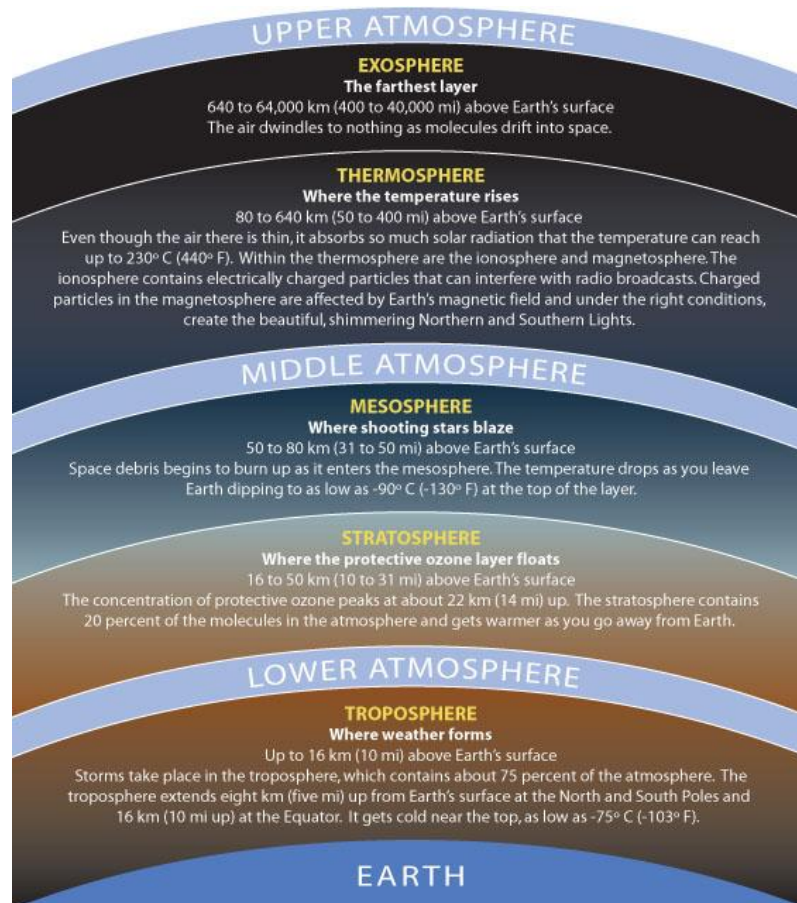 UPPER ATMOSPHERE
EXOSPHERE
The farthest layer
640 to 64,000 km (400 to 40,000 mi) above Earth's surface
The air dwindles to nothing as molecules drift into space.
THERMOSPHERE
Where the temperature rises
80 to 640 km (50 to 400 mi) above Earth's surface
Even though the air there is thin, it absorbs so much solar radiation that the temperature can reach
up to 230º C (440º F). Within the thermosphere are the ionosphere and magnetosphere. The
ionosphere contains electrically charged particles that can interfere with radio broadcasts. Charged
particles in the magnetosphere are affected by Earth's magnetic field and under the right conditions,
create the beautiful, shimmering Northern and Southern Lights.
MIDDLE ATMOSPHERE
MESOSPHERE
Where shooting stars blaze
50 to 80 km (31 to 50 mi) above Earth's surface
Space debris begins to burn up as it enters the mesosphere. The temperature drops as you leave
Earth dipping to as low as -90º C (-130º F) at the top of the layer.
STRATOSPHERE
Where the protective ozone layer floats
16 to 50 km (10 to 31 mi) above Earth's surface
The concentration of protective ozone peaks at about 22 km (14 mi) up. The stratosphere contains
20 percent of the molecules in the atmosphere and gets warmer as you go away from Earth.
LOWER ATMOSPHERE
TROPOSPHERE
Where weather forms
Up to 16 km (10 mi) above Earth's surface
Storms take place in the troposphere, which contains about 75 percent of the atmosphere. The
troposphere extends eight km (five mi) up from Earth's surface at the North and South Poles and
16 km (10 mi up) at the Equator. It gets cold near the top, as low as -75º C (-103º F).
EARTH